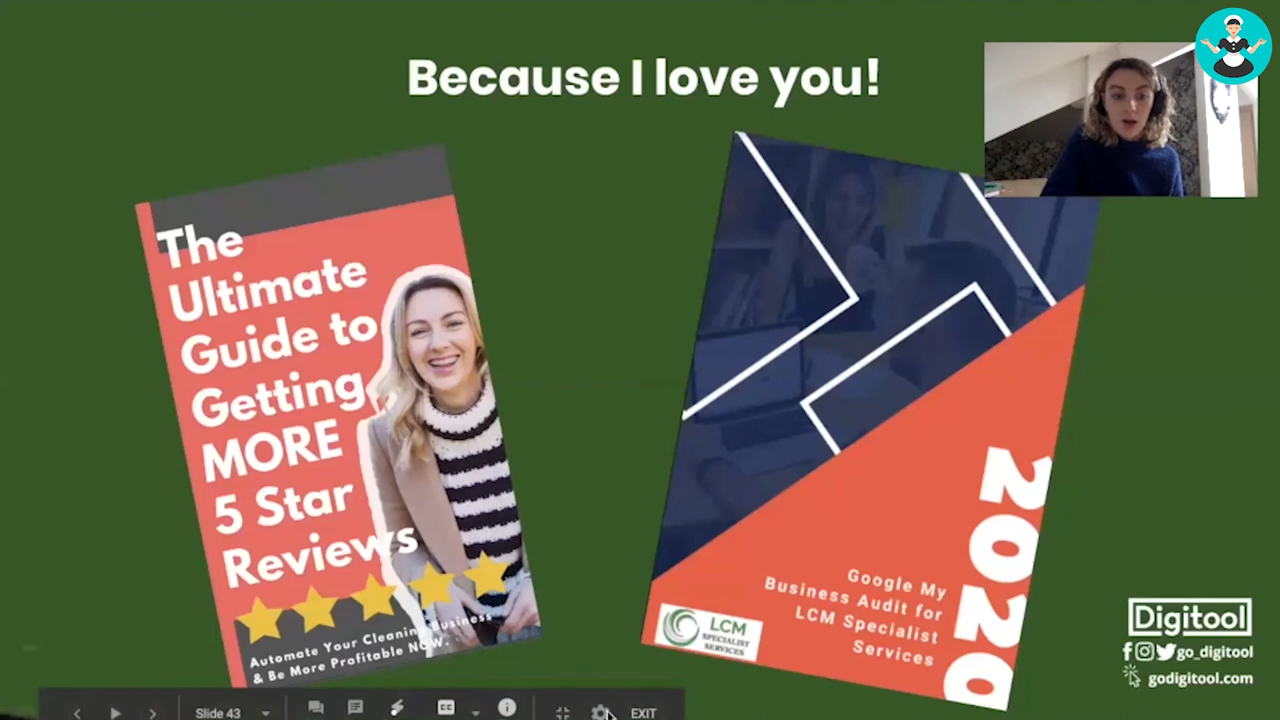 Because I love you!
The
Ultimate
Guide to
Getting
MORE
5 Star
Reviews
Automate Your Cleaning Business
& Be More Profitable NOW.
2020
Google My
Business Audit for
LCM Specialist
Services
LCM
SPECIALIST
SERVICES
Digitool
go_digitool
godigitool.com
Slide 43
CC
EXIT